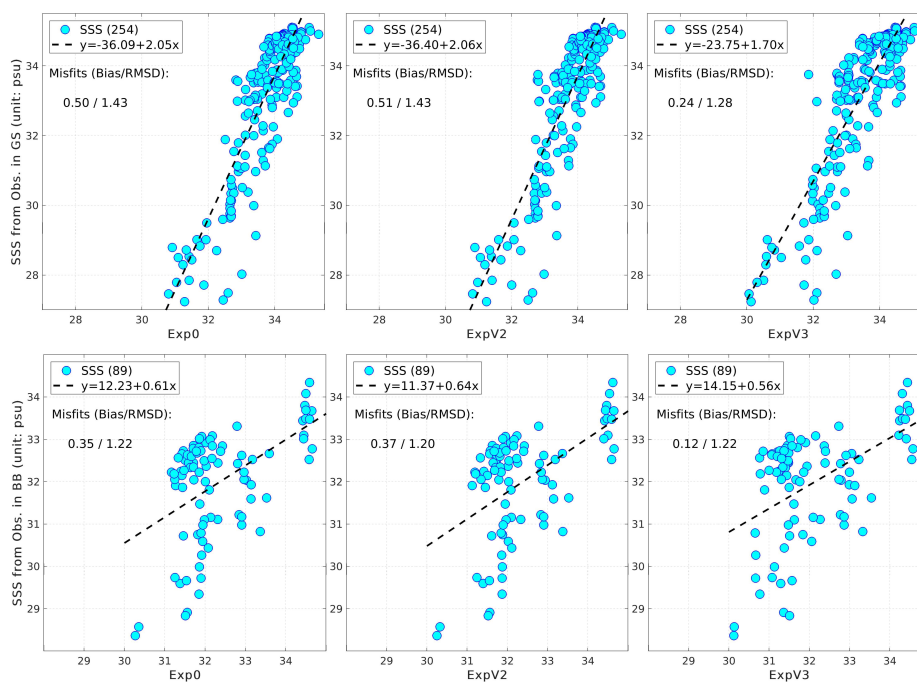 SSS (254)
y=-36.09+2.05x
Misfits (Bias/RMSD):
0.50 / 1.43
SSS from Obs. in GS (unit: psu)
34
32
30
28
28
30
32
34
Exp0
SSS (254)
y=-36.40+2.06x
Misfits (Bias/RMSD):
0.51 / 1.43
28
30
32
34
ExpV2
SSS (254)
y=-23.75+1.70x
Misfits (Bias/RMSD):
0.24 / 1.28
28
30
32
34
ExpV3
SSS (89)
y=12.23+0.61x
Misfits (Bias/RMSD):
0.35 / 1.22
SSS from Obs. in BB (unit: psu)
34
33
32
31
30
29
29
30
31
32
33
34
Exp0
SSS (89)
y=11.37+0.64x
Misfits (Bias/RMSD):
0.37 / 1.20
29
30
31
32
33
34
ExpV2
SSS (89)
y=14.15+0.56x
Misfits (Bias/RMSD):
0.12 / 1.22
29
30
31
32
33
34
ExpV3